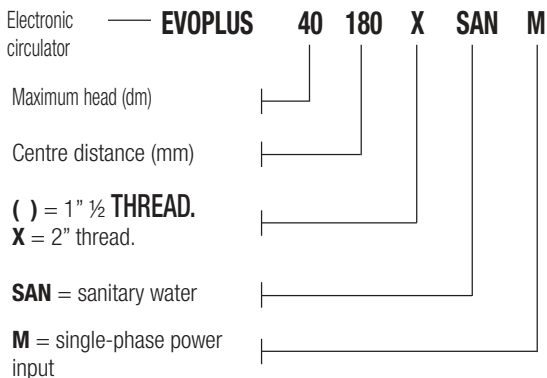 Electronic circulator EVOPLUS 40 180 X SAN M
Maximum head (dm)
Centre distance (mm)
( ) = 1” ½ THREAD.
X = 2” thread.
SAN = sanitary water
M = single-phase power
input